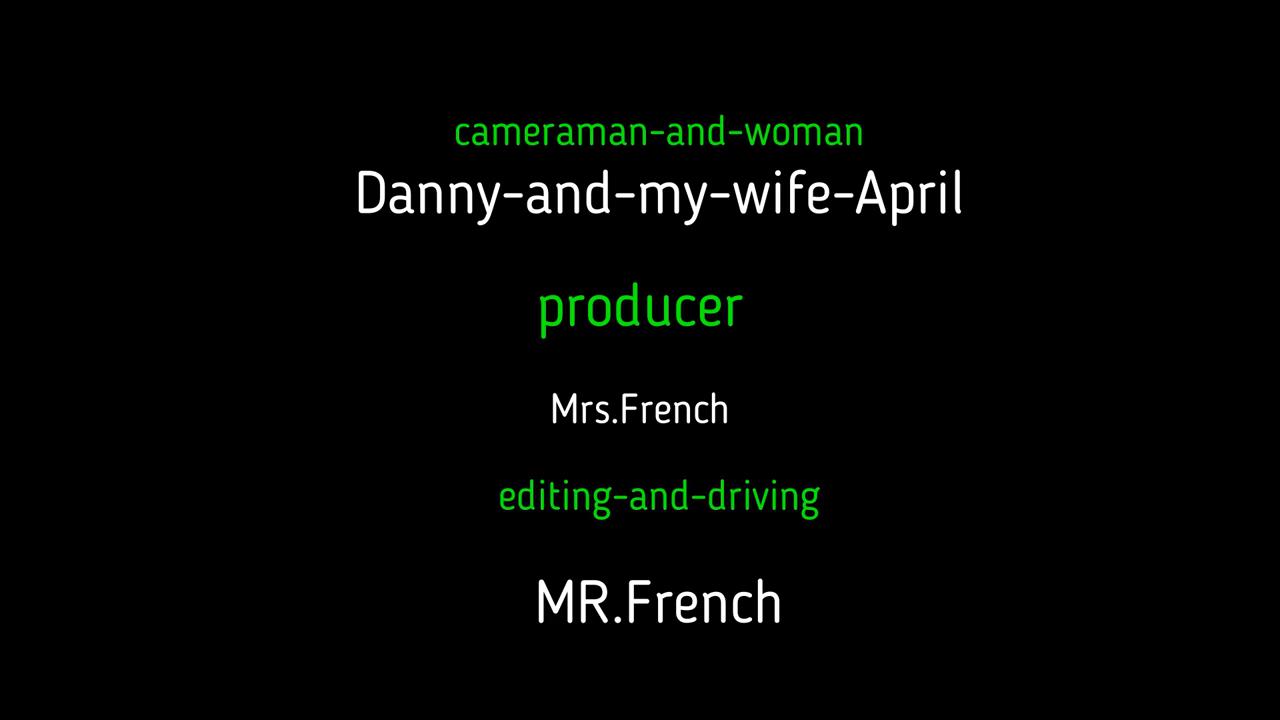 cameraman-and-woman
Danny-and-my-wife-April
producer
Mrs.French
editing-and-driving
MR.French